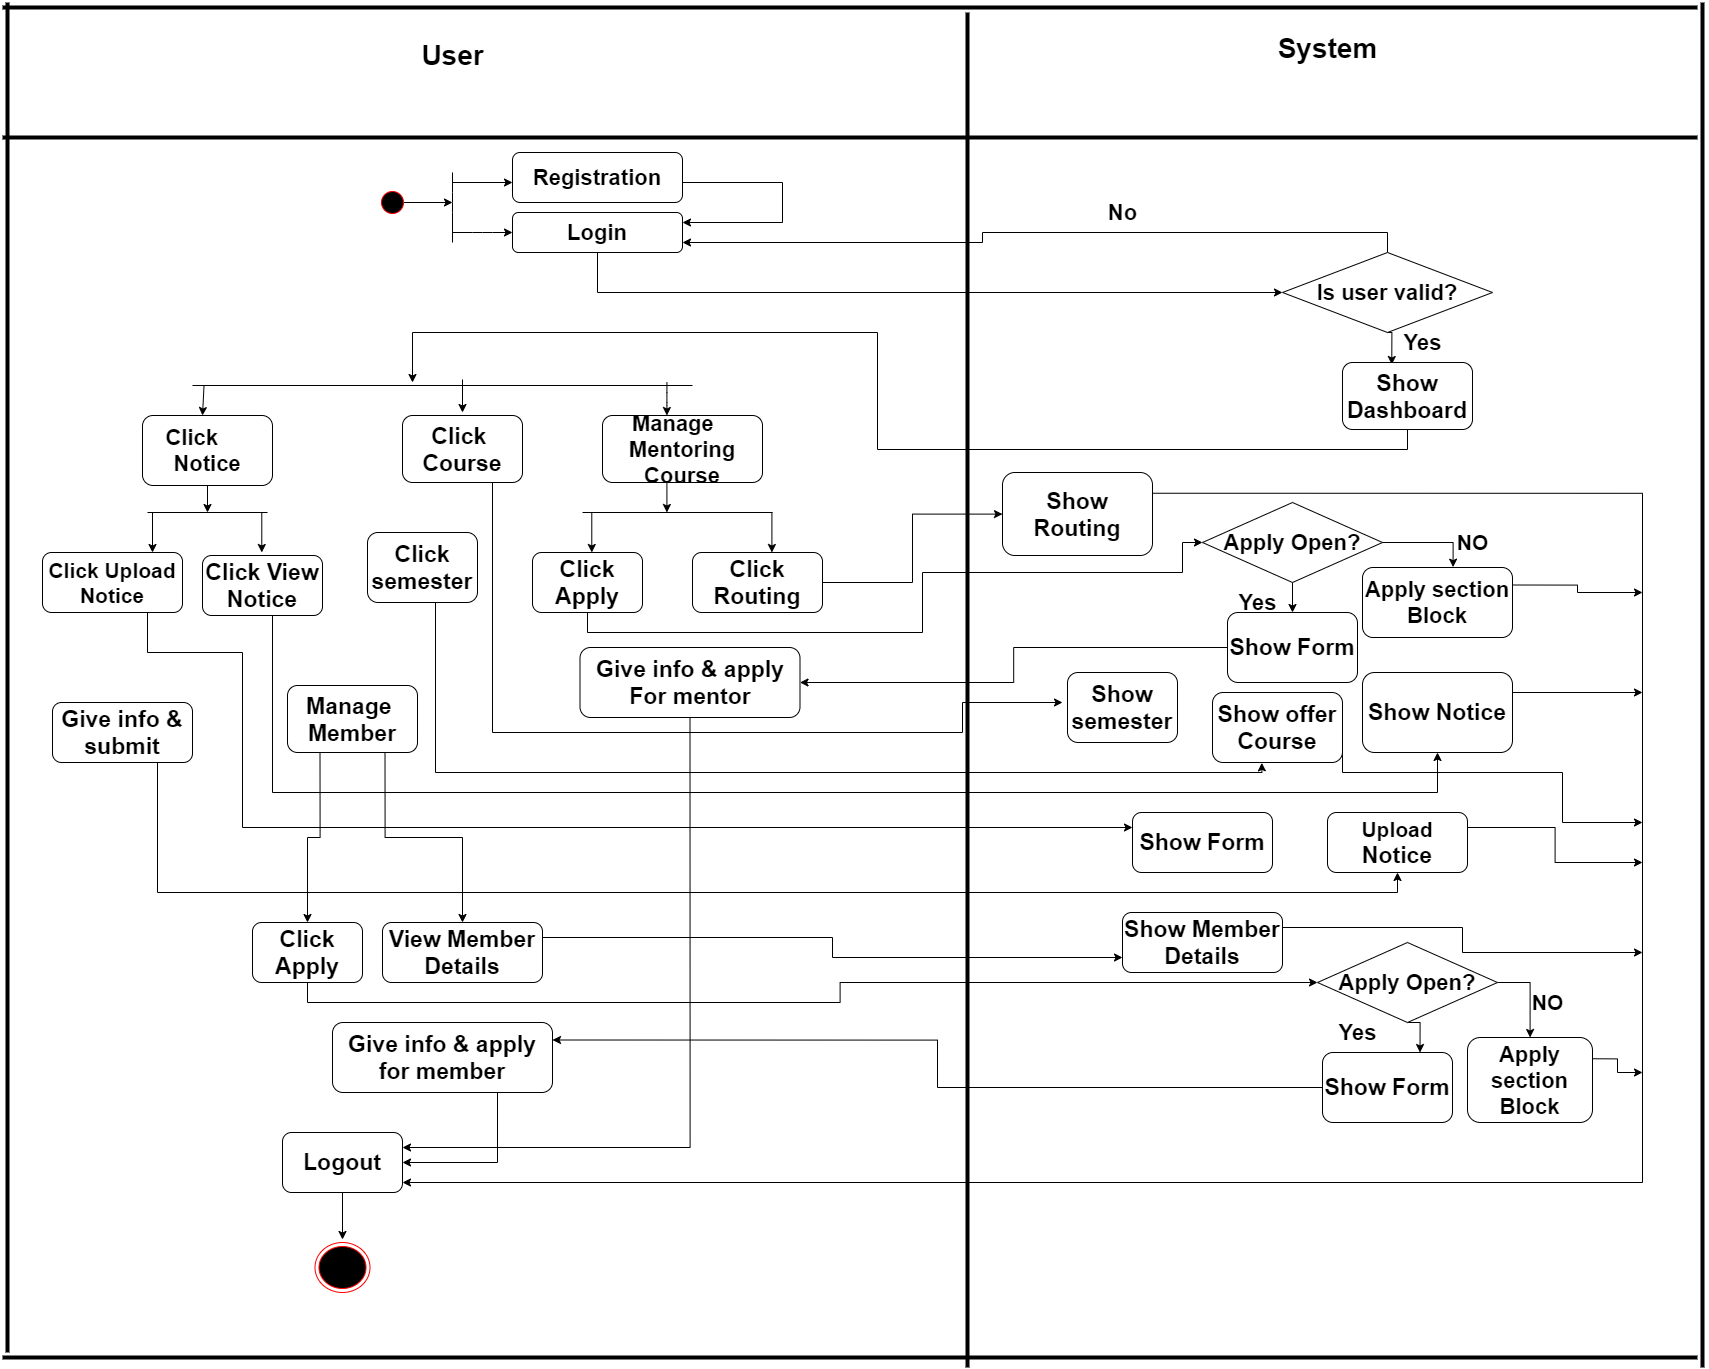 User
System
Registration
Login
No
Is user valid?
Yes
Show
Dashboard
Click
Notice
Click
Course
Manage
Mentoring
Course
Show
Routing
Click
semester
Click Upload
Notice
Click View
Notice
Click
Apply
Click
Routing
Apply Open?
NO
Apply section
Block
Yes
Show Form
Give info & apply
For mentor
Give info &
submit
Manage
Member
Show
semester
Show offer
Course
Show Notice
Show Form
Upload
Notice
Click
Apply
View Member
Details
Show Member
Details
Apply Open?
NO
Yes
Give info & apply
for member
Show Form
Apply
section
Block
Logout